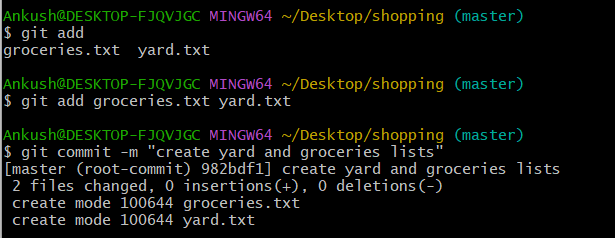 Ankush@DESKTOP-FJQVJGC MINGW64 ~/Desktop/shopping (master)
$ git add
groceries.txt  yard.txt
Ankush@DESKTOP-FJQVJGC MINGW64 ~/Desktop/shopping (master)
$ git add groceries.txt yard.txt
Ankush@DESKTOP-FJQVJGC MINGW64 ~/Desktop/shopping (master)
$ git commit -m "create yard and groceries lists"
[master (root-commit) 982bdf1] create yard and groceries lists
 2 files changed, 0 insertions(+), 0 deletions(-)
 create mode 100644 groceries.txt
 create mode 100644 yard.txt